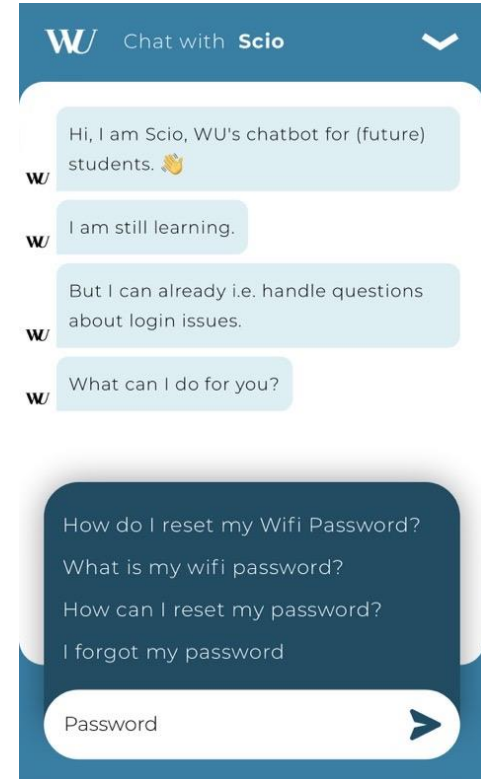 WU Chat with Scio
Hi, I am Scio, WU's chatbot for (future)
students. 👋
WU
I am still learning.
WU
But I can already i.e. handle questions
about login issues.
WU
What can I do for you?
WU
How do I reset my Wifi Password?
What is my wifi password?
How can I reset my password?
I forgot my password
Password